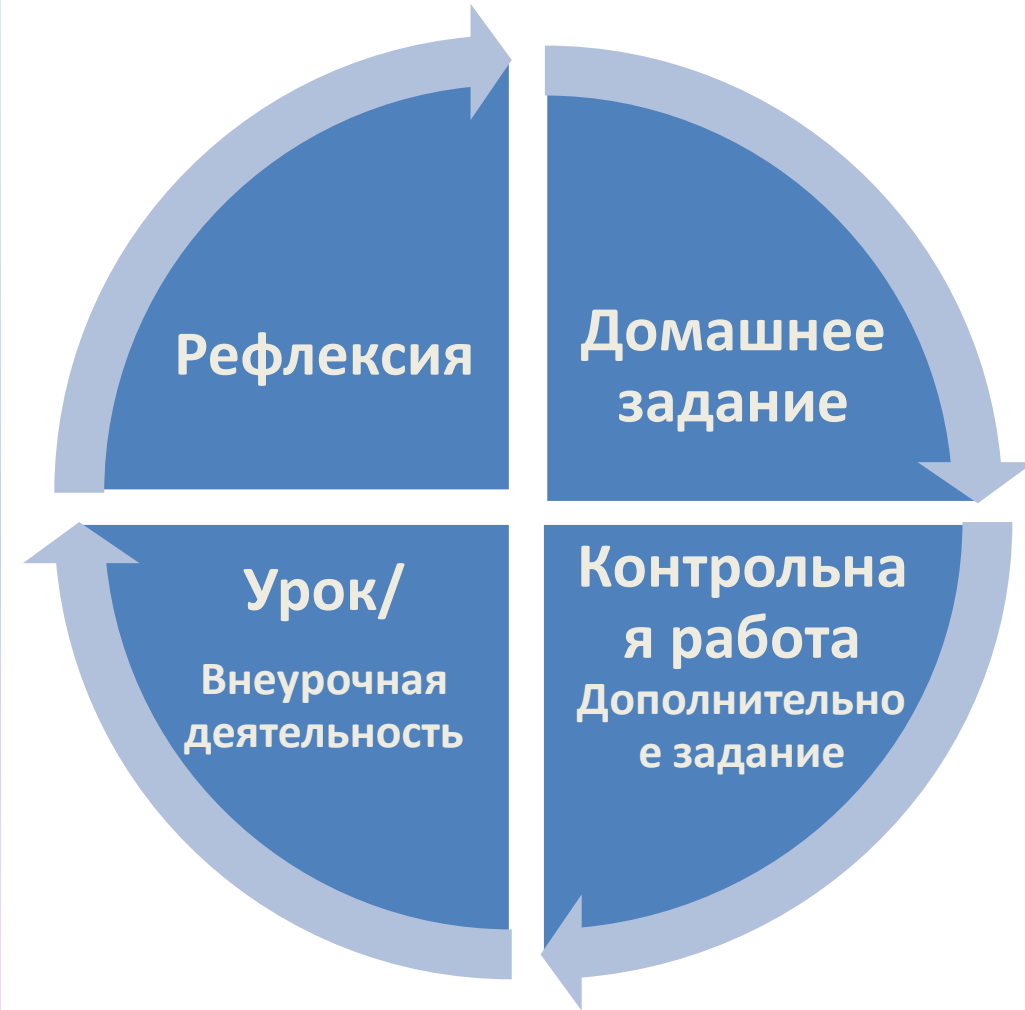 Рефлексия
Домашнее
задание
Урок/
Внеурочная
деятельность
Контрольна
я работа
Дополнительно
е задание